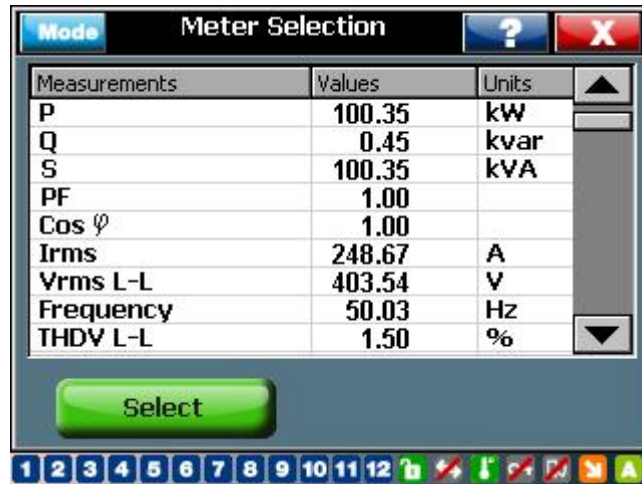 Mode Meter Selection ? X
Measurements Values Units
P 100.35 kW
Q 0.45 kvar
S 100.35 kVA
PF 1.00
Cos φ 1.00
Irms 248.67 A
Vrms L-L 403.54 V
Frequency 50.03 Hz
THDV L-L 1.50 %
Select
1 2 3 4 5 6 7 8 9 10 11 12 A